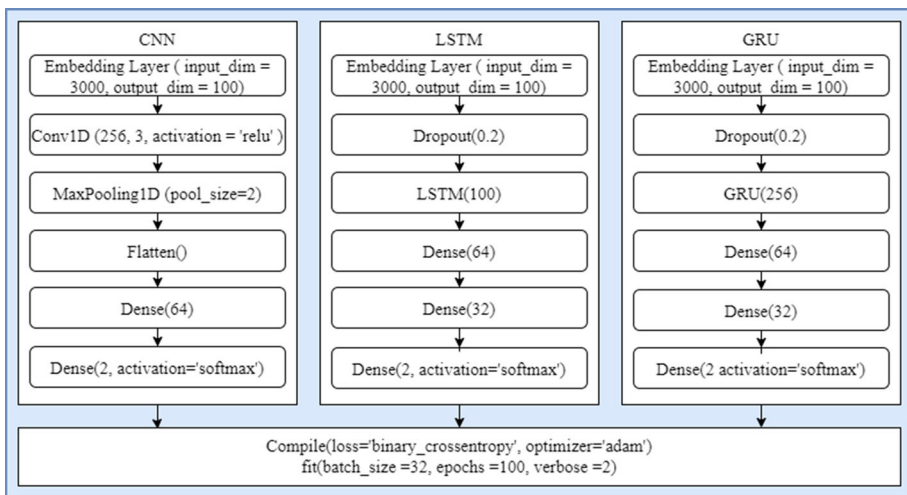 CNN
Embedding Layer ( input_dim =
3000, output_dim = 100)
Conv1D (256, 3, activation = 'relu' )
MaxPooling1D (pool_size=2)
Flatten()
Dense(64)
Dense(2, activation='softmax')
LSTM
Embedding Layer ( input_dim =
3000, output_dim = 100)
Dropout(0.2)
LSTM(100)
Dense(64)
Dense(32)
Dense(2, activation='softmax')
GRU
Embedding Layer ( input_dim =
3000, output_dim = 100)
Dropout(0.2)
GRU(256)
Dense(64)
Dense(32)
Dense(2 activation='softmax')
Compile(loss='binary_crossentropy', optimizer='adam')
fit(batch_size =32, epochs =100, verbose =2)